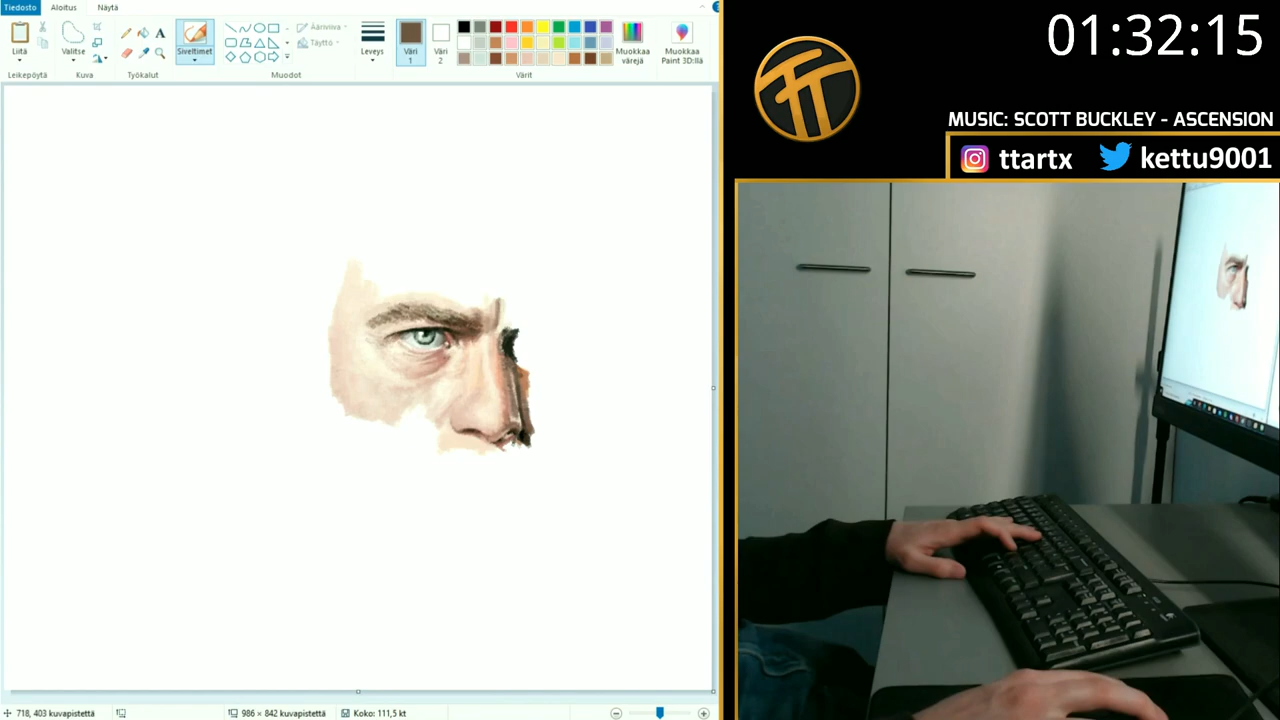 Tiedosto Aloitus Näytä
Liitä
Valitse
A
Siveltimet
Ääriviiva
Täyttö
Leveys
Väri 1
Väri 2
Muokkaa värejä
Muokkaa Paint 3D:llä
Leikepöytä Kuva Työkalut Muodot Värit
01:32:15
MUSIC: SCOTT BUCKLEY - ASCENSION
ttartx kettu9001
718, 403 kuvapistettä 986 × 842 kuvapistettä Koko: 111,5 kt